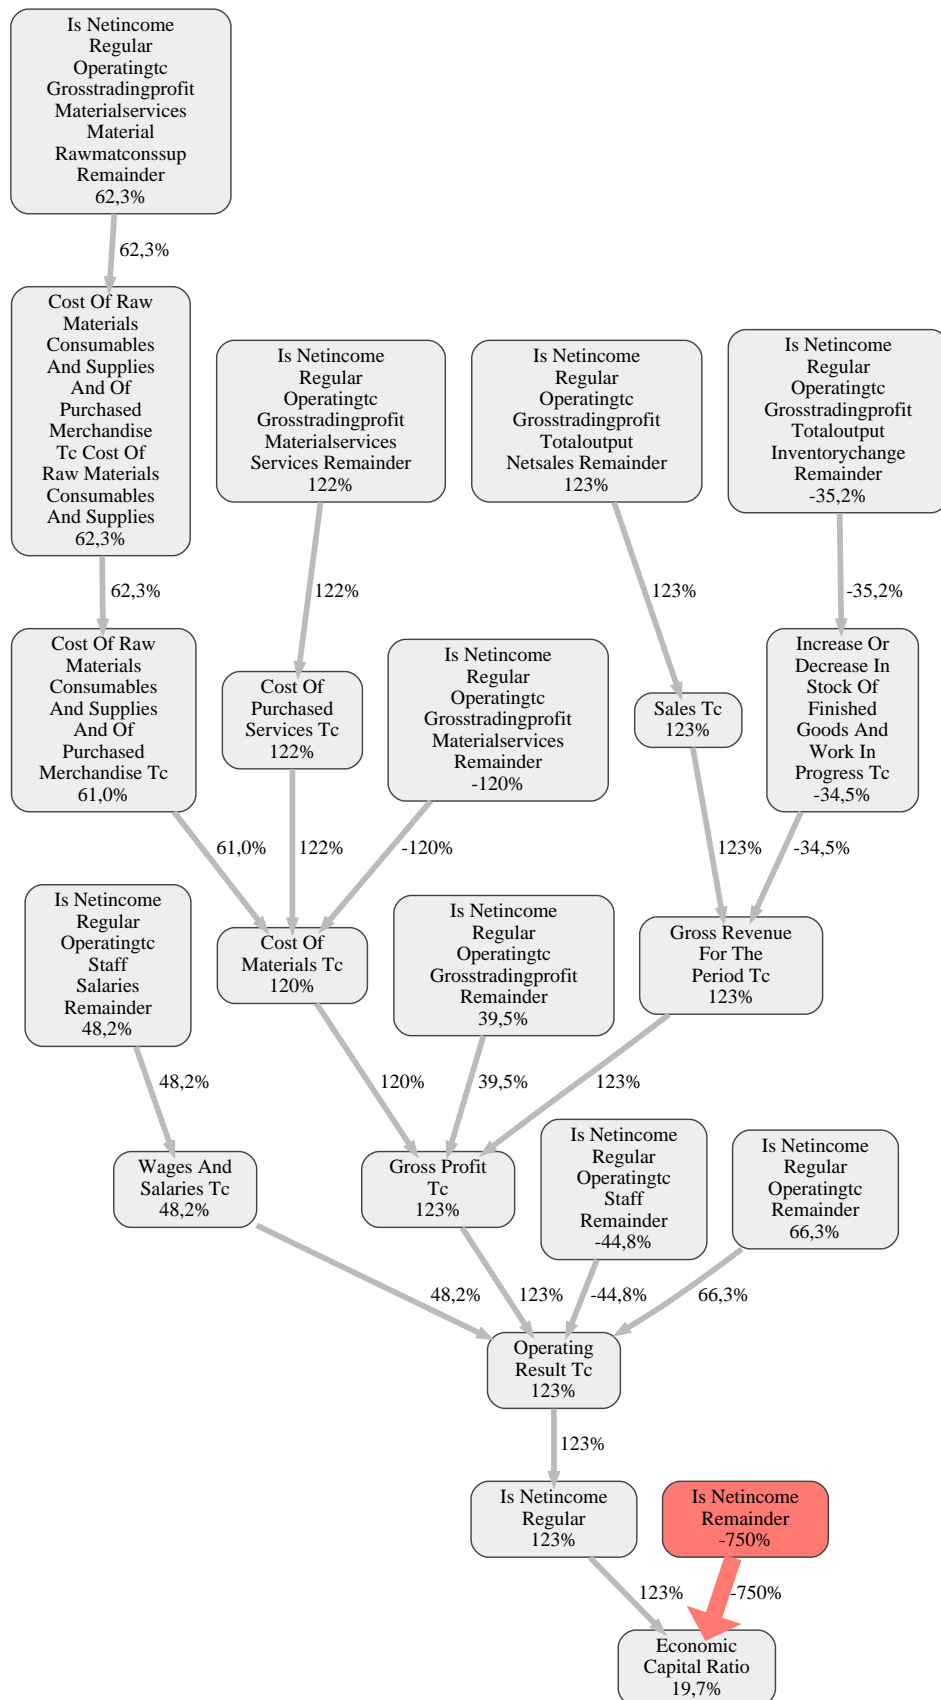 Is Netincome
Regular
Operatingtc
Grosstradingprofit
Materialservices
Material
Rawmatconssup
Remainder
62,3%
62,3%
Cost Of Raw
Materials
Consumables
And Supplies
And Of
Purchased
Merchandise
Tc Cost Of
Raw Materials
Consumables
And Supplies
62,3%
Is Netincome
Regular
Operatingtc
Grosstradingprofit
Materialservices
Services Remainder
122%
Is Netincome
Regular
Operatingtc
Grosstradingprofit
Totaloutput
Netsales Remainder
123%
Is Netincome
Regular
Operatingtc
Grosstradingprofit
Totaloutput
Inventorychange
Remainder
-35,2%
62,3%
122%
123%
-35,2%
Cost Of Raw
Materials
Consumables
And Supplies
And Of
Purchased
Merchandise Tc
61,0%
Cost Of
Purchased
Services Tc
122%
Is Netincome
Regular
Operatingtc
Grosstradingprofit
Materialservices
Remainder
-120%
Sales Tc
123%
Increase Or
Decrease In
Stock Of
Finished
Goods And
Work In
Progress Tc
-34,5%
61,0%
122%
-120%
123%
-34,5%
Is Netincome
Regular
Operatingtc
Staff
Salaries
Remainder
48,2%
Cost Of
Materials Tc
120%
Is Netincome
Regular
Operatingtc
Grosstradingprofit
Remainder
39,5%
Gross Revenue
For The
Period Tc
123%
48,2%
120%
39,5%
123%
Wages And
Salaries Tc
48,2%
Gross Profit
Tc
123%
Is Netincome
Regular
Operatingtc
Staff
Remainder
-44,8%
Is Netincome
Regular
Operatingtc
Remainder
66,3%
48,2%
123%
-44,8%
66,3%
Operating
Result Tc
123%
123%
Is Netincome
Regular
123%
Is Netincome
Remainder
-750%
123%
-750%
Economic
Capital Ratio
19,7%